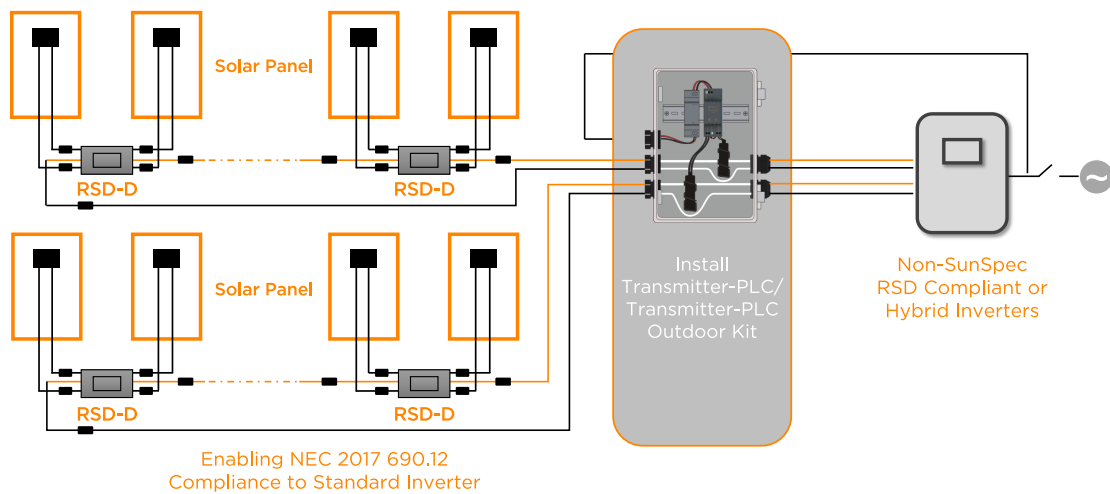 Solar Panel
RSD-D
RSD-D
Solar Panel
RSD-D
RSD-D
Enabling NEC 2017 690.12
Compliance to Standard Inverter
Install
Transmitter-PLC/
Transmitter-PLC
Outdoor Kit
Non-SunSpec
RSD Compliant or
Hybrid Inverters